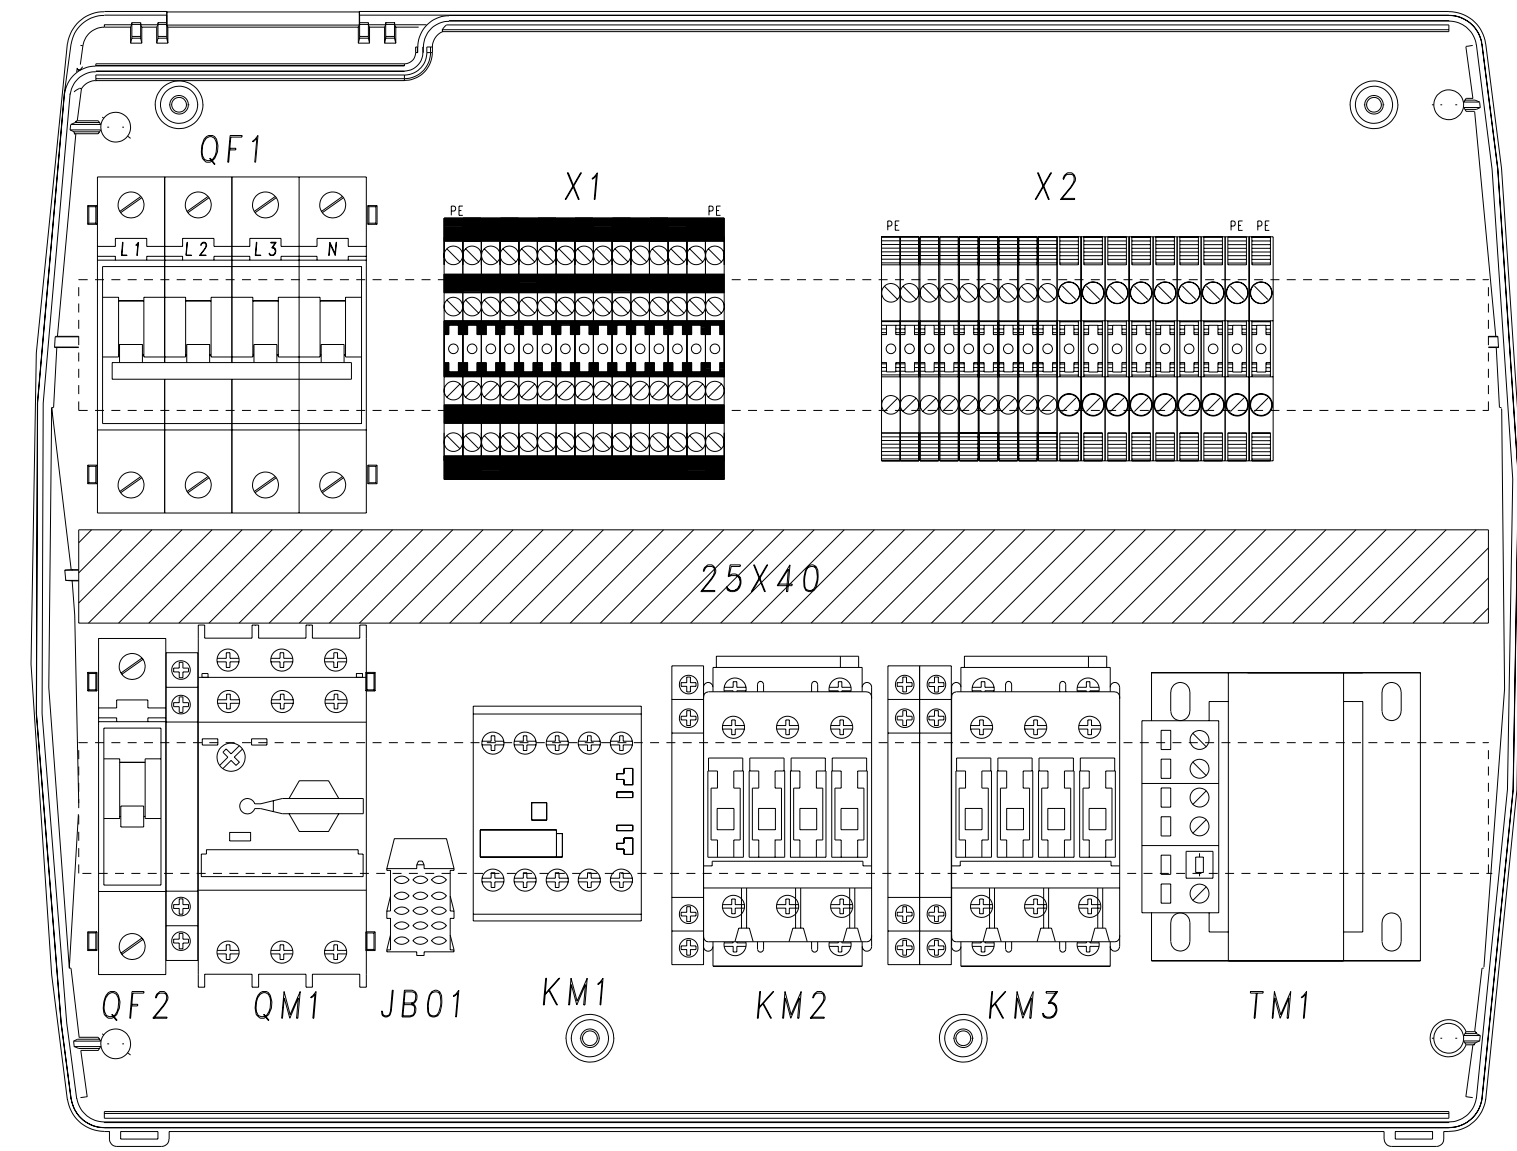 QF1
X1
X2
PE PE
PE PE PE
L1 L2 L3 N
25X40
QF2 QM1 JB01 KM1 KM2 KM3 TM1